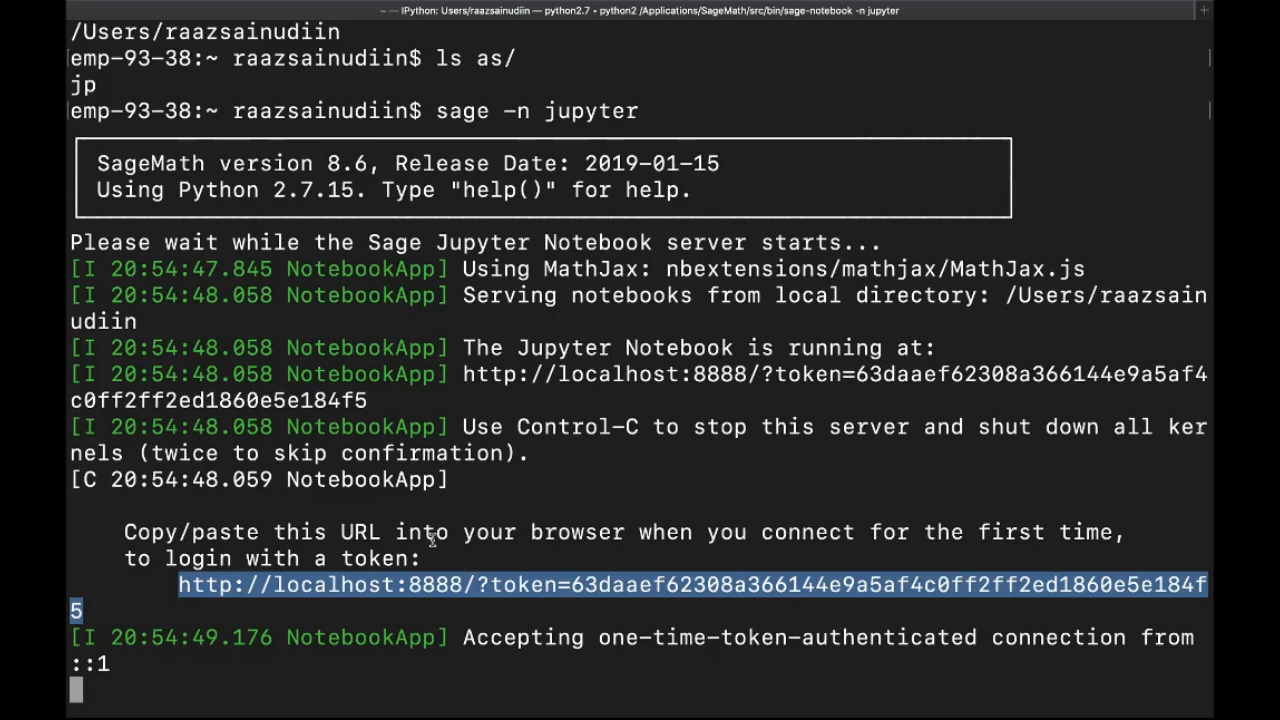 ~ — IPython: Users/raazsainudiin — python2.7 ◂ python2 /Applications/SageMath/src/bin/sage-notebook -n jupyter
/Users/raazsainudiin
emp-93-38:~ raazsainudiin$ ls as/
jp
emp-93-38:~ raazsainudiin$ sage -n jupyter
SageMath version 8.6, Release Date: 2019-01-15
Using Python 2.7.15. Type "help()" for help.
Please wait while the Sage Jupyter Notebook server starts...
[I 20:54:47.845 NotebookApp] Using MathJax: nbextensions/mathjax/MathJax.js
[I 20:54:48.058 NotebookApp] Serving notebooks from local directory: /Users/raazsain
udiin
[I 20:54:48.058 NotebookApp] The Jupyter Notebook is running at:
[I 20:54:48.058 NotebookApp] http://localhost:8888/?token=63daaef62308a366144e9a5af4
c0ff2ff2ed1860e5e184f5
[I 20:54:48.058 NotebookApp] Use Control-C to stop this server and shut down all ker
nels (twice to skip confirmation).
[C 20:54:48.059 NotebookApp]
Copy/paste this URL into your browser when you connect for the first time,
to login with a token:
http://localhost:8888/?token=63daaef62308a366144e9a5af4c0ff2ff2ed1860e5e184f
5
[I 20:54:49.176 NotebookApp] Accepting one-time-token-authenticated connection from
::1